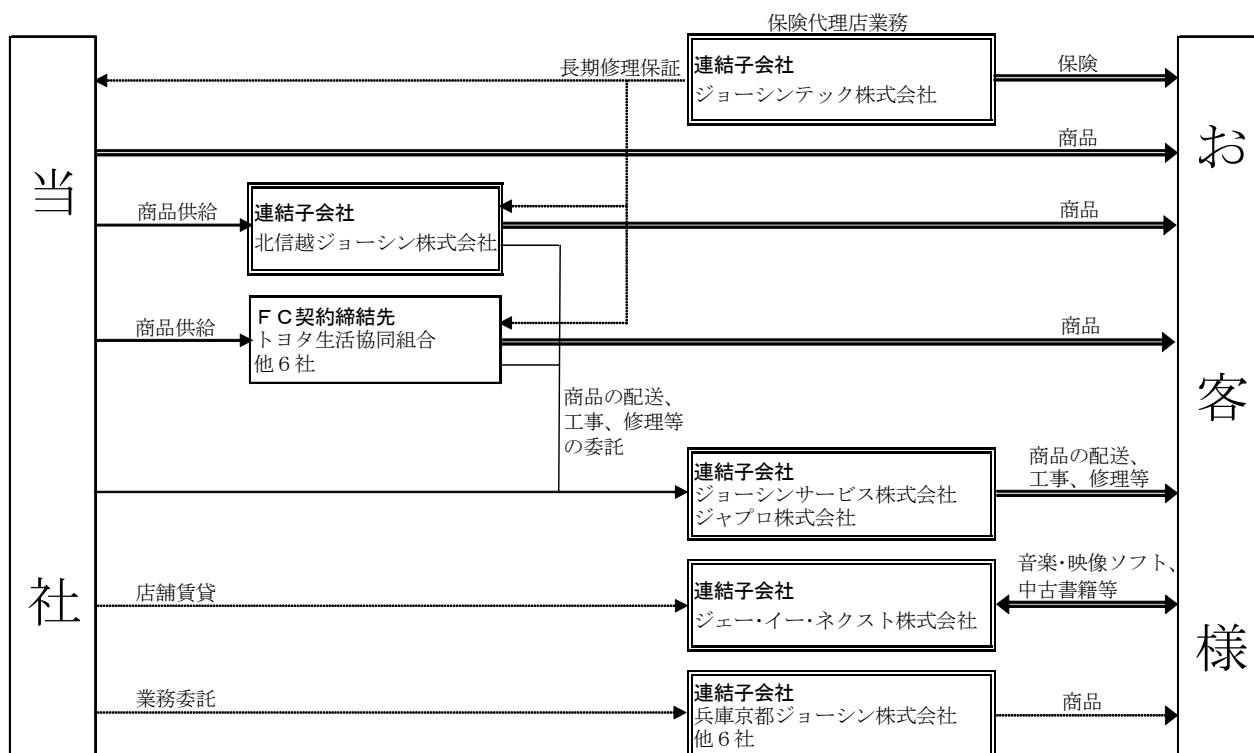 保険代理店業務
当社
長期修理保証
連結子会社
ジョーシンテック株式会社
保険
お客様
商品
商品供給
連結子会社
北信越ジョーシン株式会社
商品
商品供給
ＦＣ契約締結先
トヨタ生活協同組合
他６社
商品
商品の配送、
工事、修理等
の委託
連結子会社
ジョーシンサービス株式会社
ジャプロ株式会社
商品の配送、
工事、修理等
店舗賃貸
連結子会社
ジェー・イー・ネクスト株式会社
音楽・映像ソフト、
中古書籍等
業務委託
連結子会社
兵庫京都ジョーシン株式会社
他６社
商品